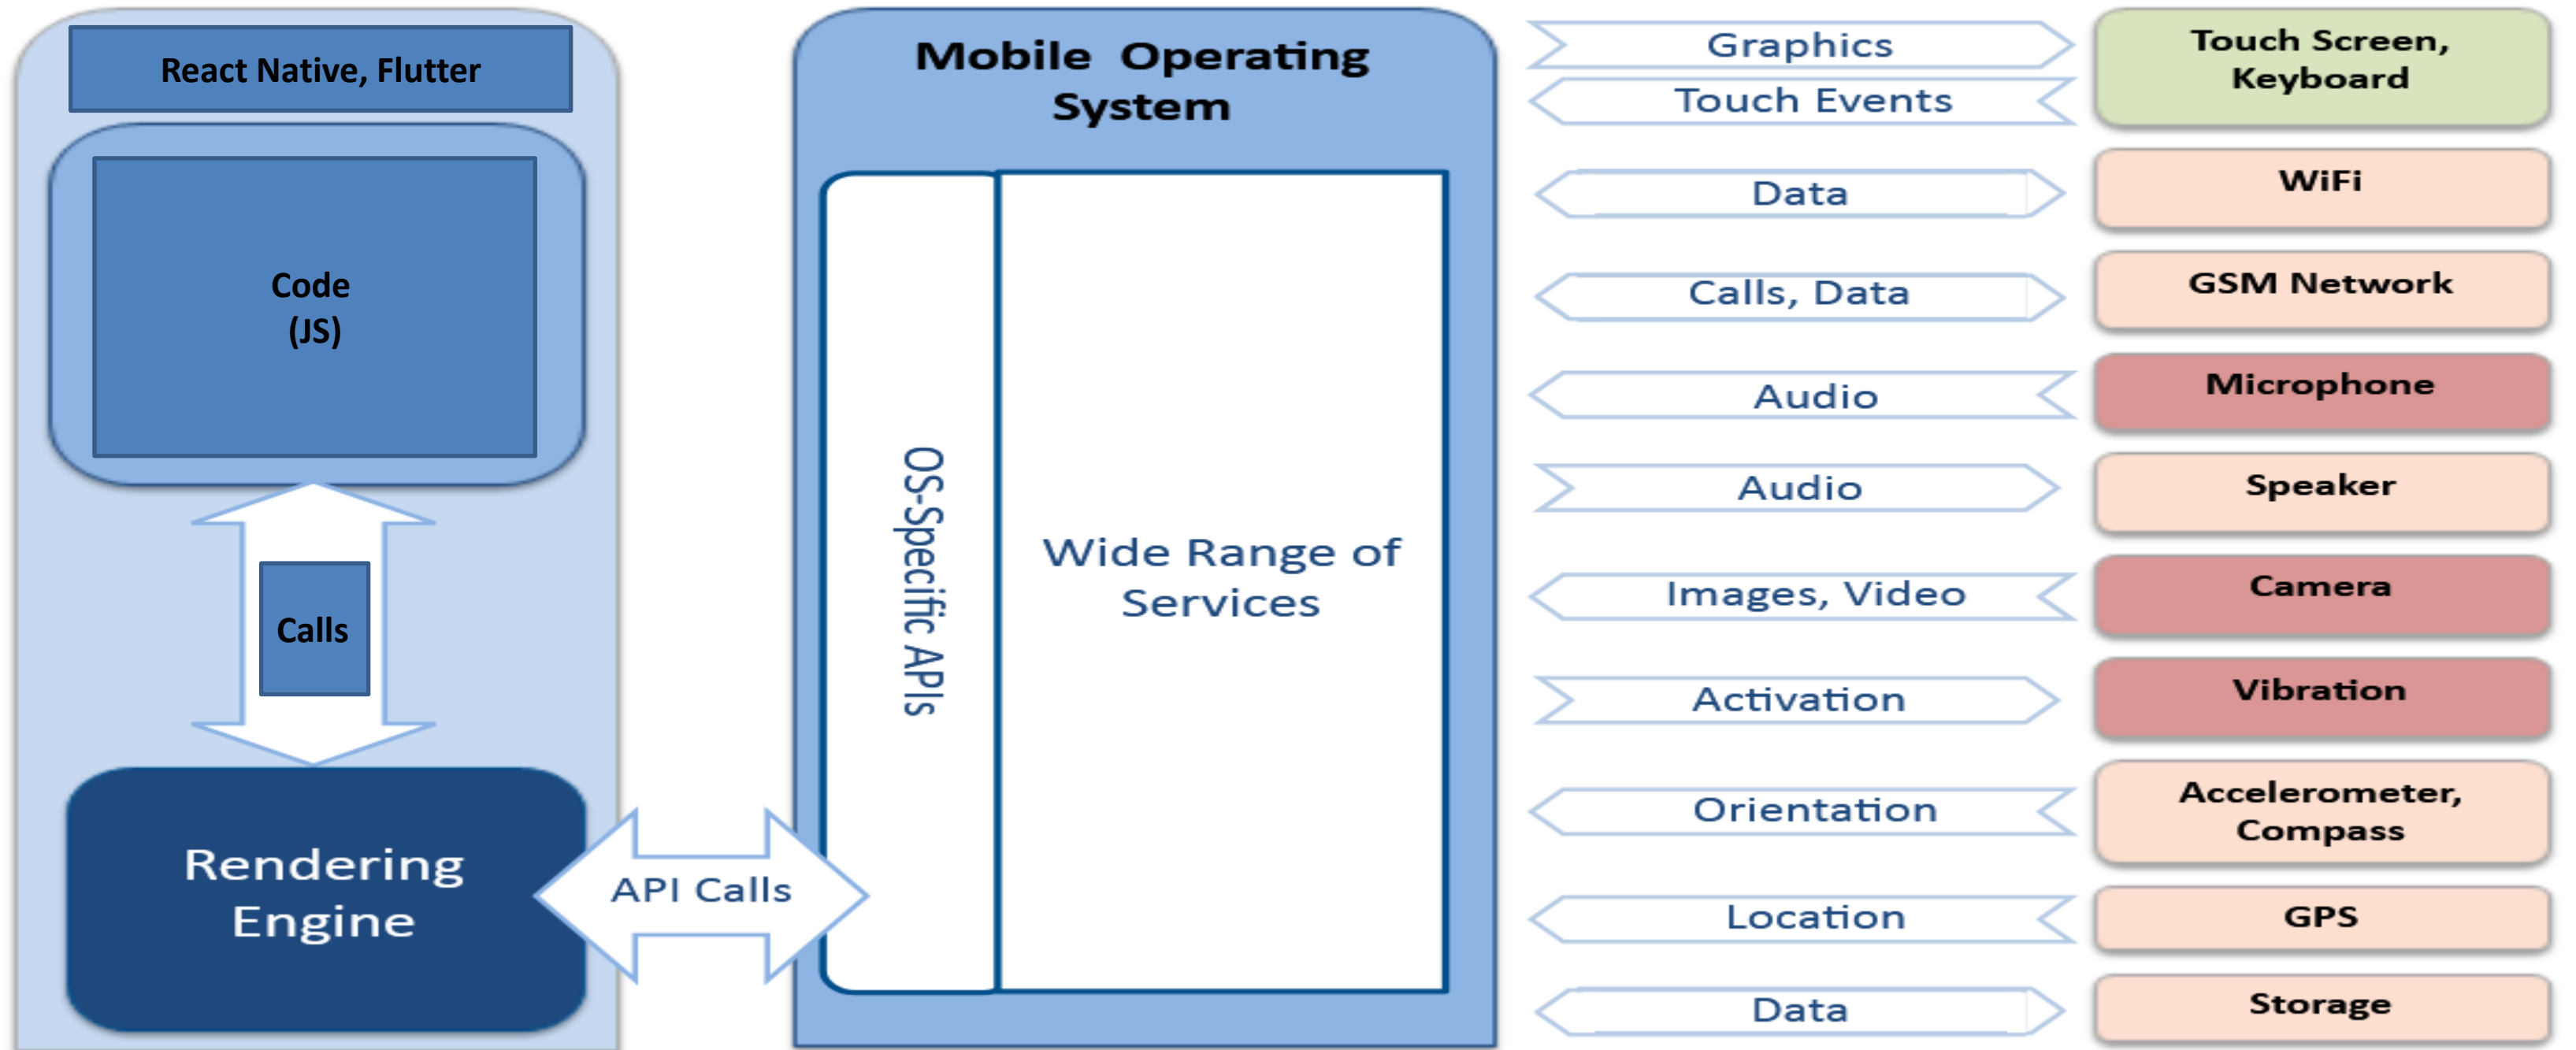 React Native, Flutter
Code
(JS)
Calls
Rendering
Engine
API Calls
Mobile Operating
System
OS-Specific APIs
Wide Range of
Services
Graphics
Touch Events
Data
Calls, Data
Audio
Audio
Images, Video
Activation
Orientation
Location
Data
Touch Screen,
Keyboard
WiFi
GSM Network
Microphone
Speaker
Camera
Vibration
Accelerometer,
Compass
GPS
Storage